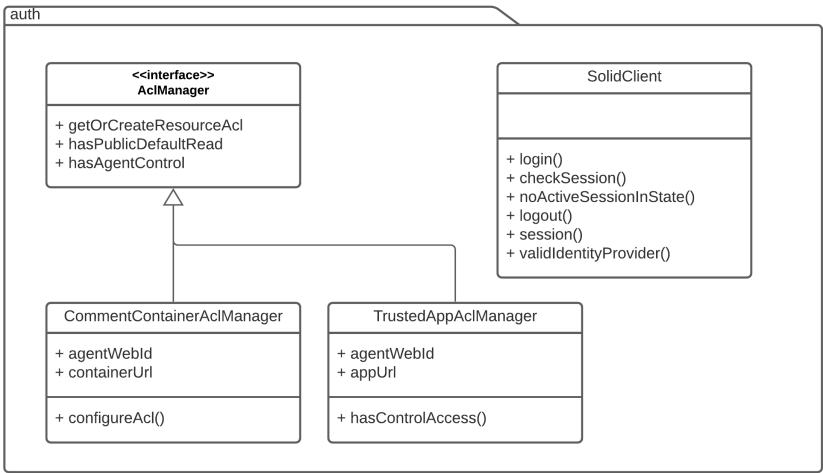 auth
<<interface>>
AclManager
+ getOrCreateResourceAcl
+ hasPublicDefaultRead
+ hasAgentControl
SolidClient
+ login()
+ checkSession()
+ noActiveSessionInState()
+ logout()
+ session()
+ validIdentityProvider()
CommentContainerAclManager
+ agentWebId
+ containerUrl
+ configureAcl()
TrustedAppAclManager
+ agentWebId
+ appUrl
+ hasControlAccess()